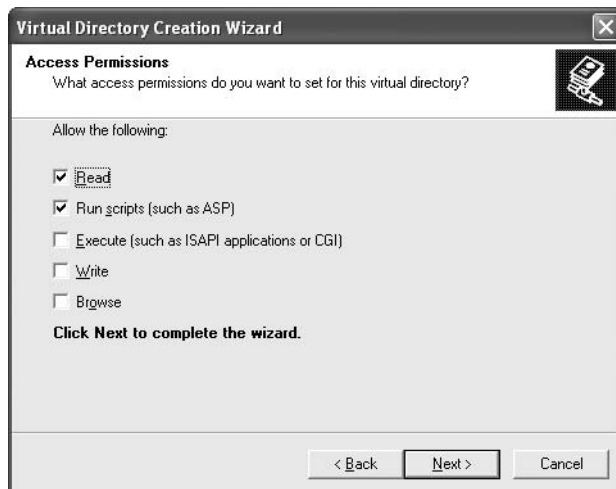 Virtual Directory Creation Wizard
Access Permissions
What access permissions do you want to set for this virtual directory?
Allow the following:
Read
Run scripts (such as ASP)
Execute (such as ISAPI applications or CGI)
Write
Browse
Click Next to complete the wizard.
< Back
Next >
Cancel